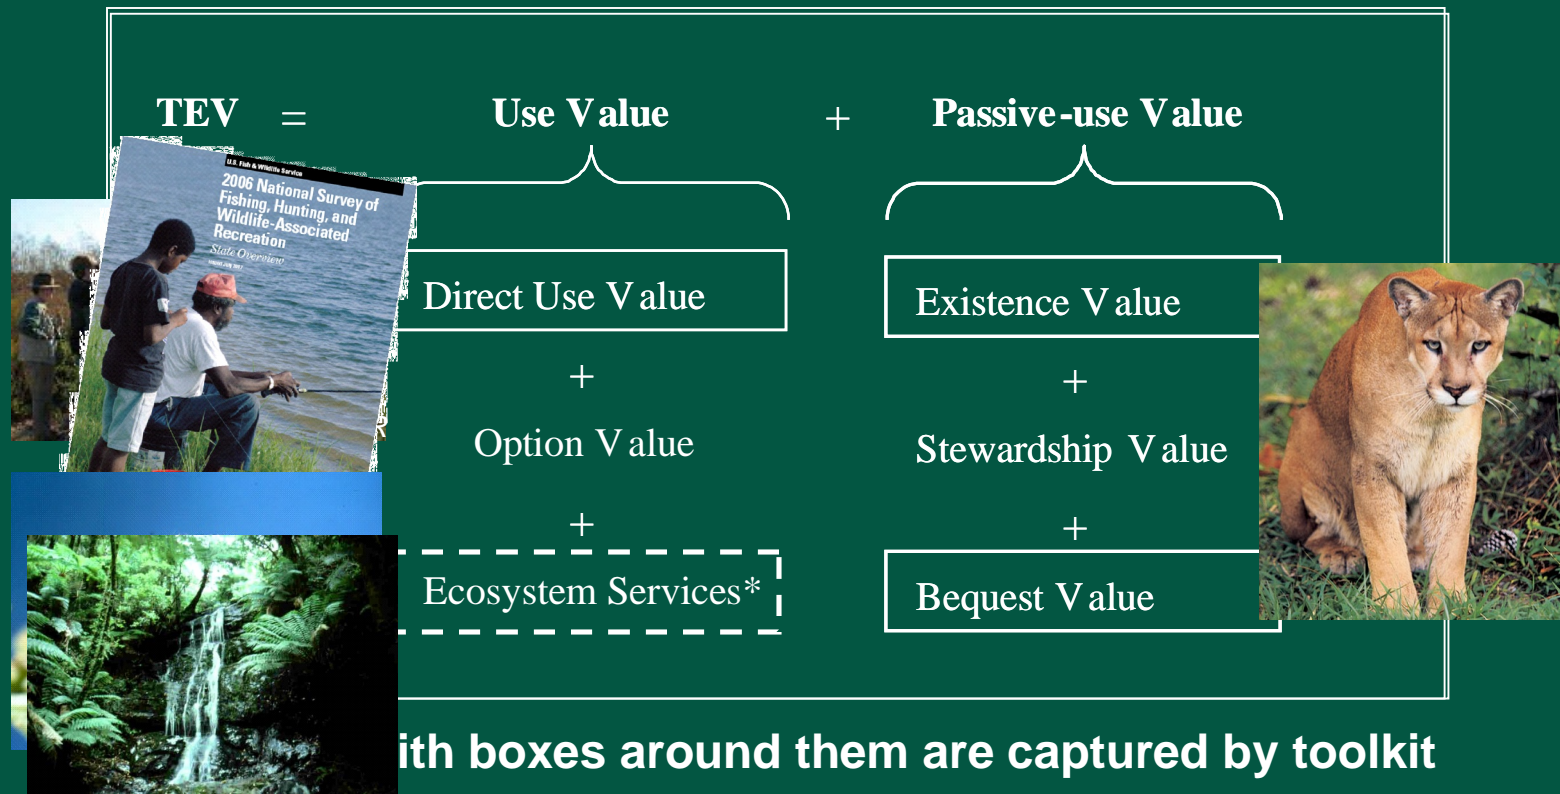 TEV = Use Value + Passive-use Value
U.S. Fish & Wildlife Service
2006 National Survey of
Fishing, Hunting, and
Wildlife-Associated
Recreation
State Overview
Direct Use Value
Existence Value
+
+
Option Value
Stewardship Value
+
+
Ecosystem Services*
Bequest Value
ith boxes around them are captured by toolkit